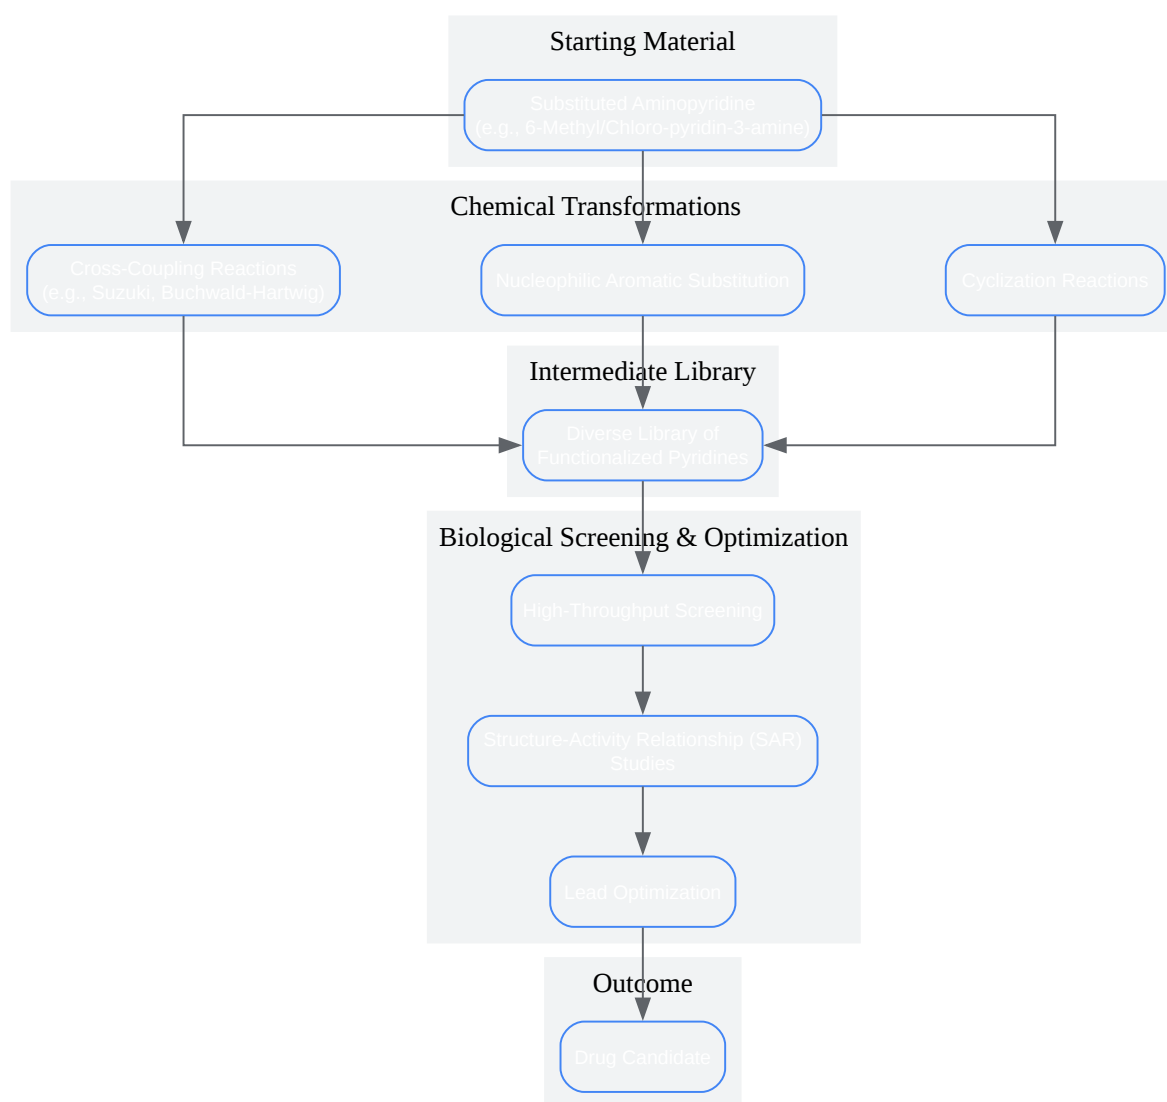 Starting Material
Substituted Aminopyridine
(e.g., 6-Methyl/Chloro-pyridin-3-amine)
Chemical Transformations
Cross-Coupling Reactions
(e.g., Suzuki, Buchwald-Hartwig)
Nucleophilic Aromatic Substitution
Cyclization Reactions
Intermediate Library
Diverse Library of
Functionalized Pyridines
Biological Screening & Optimization
High-Throughput Screening
Structure-Activity Relationship (SAR)
Studies
Lead Optimization
Outcome
Drug Candidate